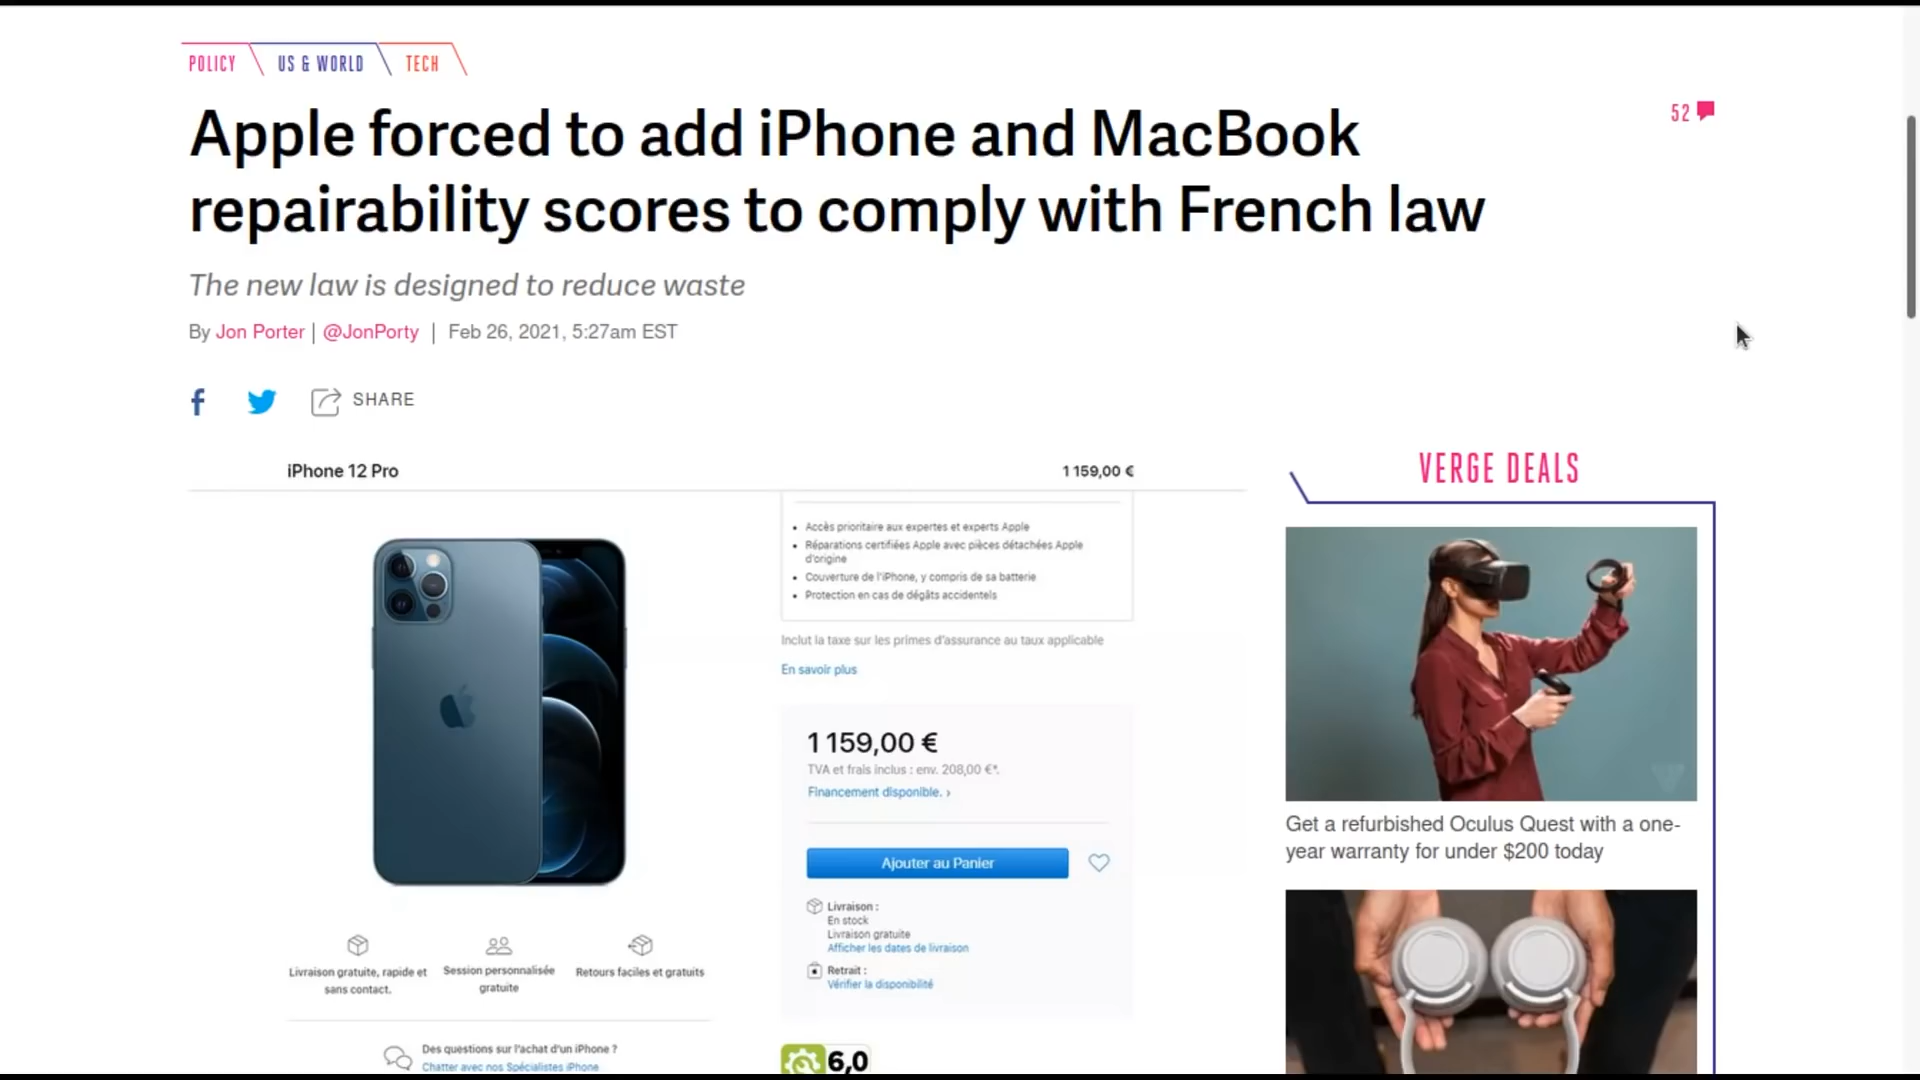 POLICY
US & WORLD
TECH
Apple forced to add iPhone and MacBook
repairability scores to comply with French law
52
The new law is designed to reduce waste
By Jon Porter | @JonPorty | Feb 26, 2021, 5:27am EST
SHARE
iPhone 12 Pro
1 159,00 €
Accès prioritaire aux expertes et experts Apple
Réparations certifiées Apple avec pièces détachées Apple
d'origine
Couverture de l'iPhone, y compris de sa batterie
Protection en cas de dégâts accidentels
Inclut la taxe sur les primes d'assurance au taux applicable
En savoir plus
1 159,00 €
TVA et frais inclus : env. 208,00 €*.
Financement disponible. ›
Ajouter au Panier
Livraison :
En stock
Livraison gratuite
Afficher les dates de livraison
Retrait :
Vérifier la disponibilité
Livraison gratuite, rapide et
sans contact.
Session personnalisée
gratuite
Retours faciles et gratuits
Des questions sur l'achat d'un iPhone ?
Chatter avec nos Spécialistes iPhone
6,0
VERGE DEALS
Get a refurbished Oculus Quest with a one-
year warranty for under $200 today